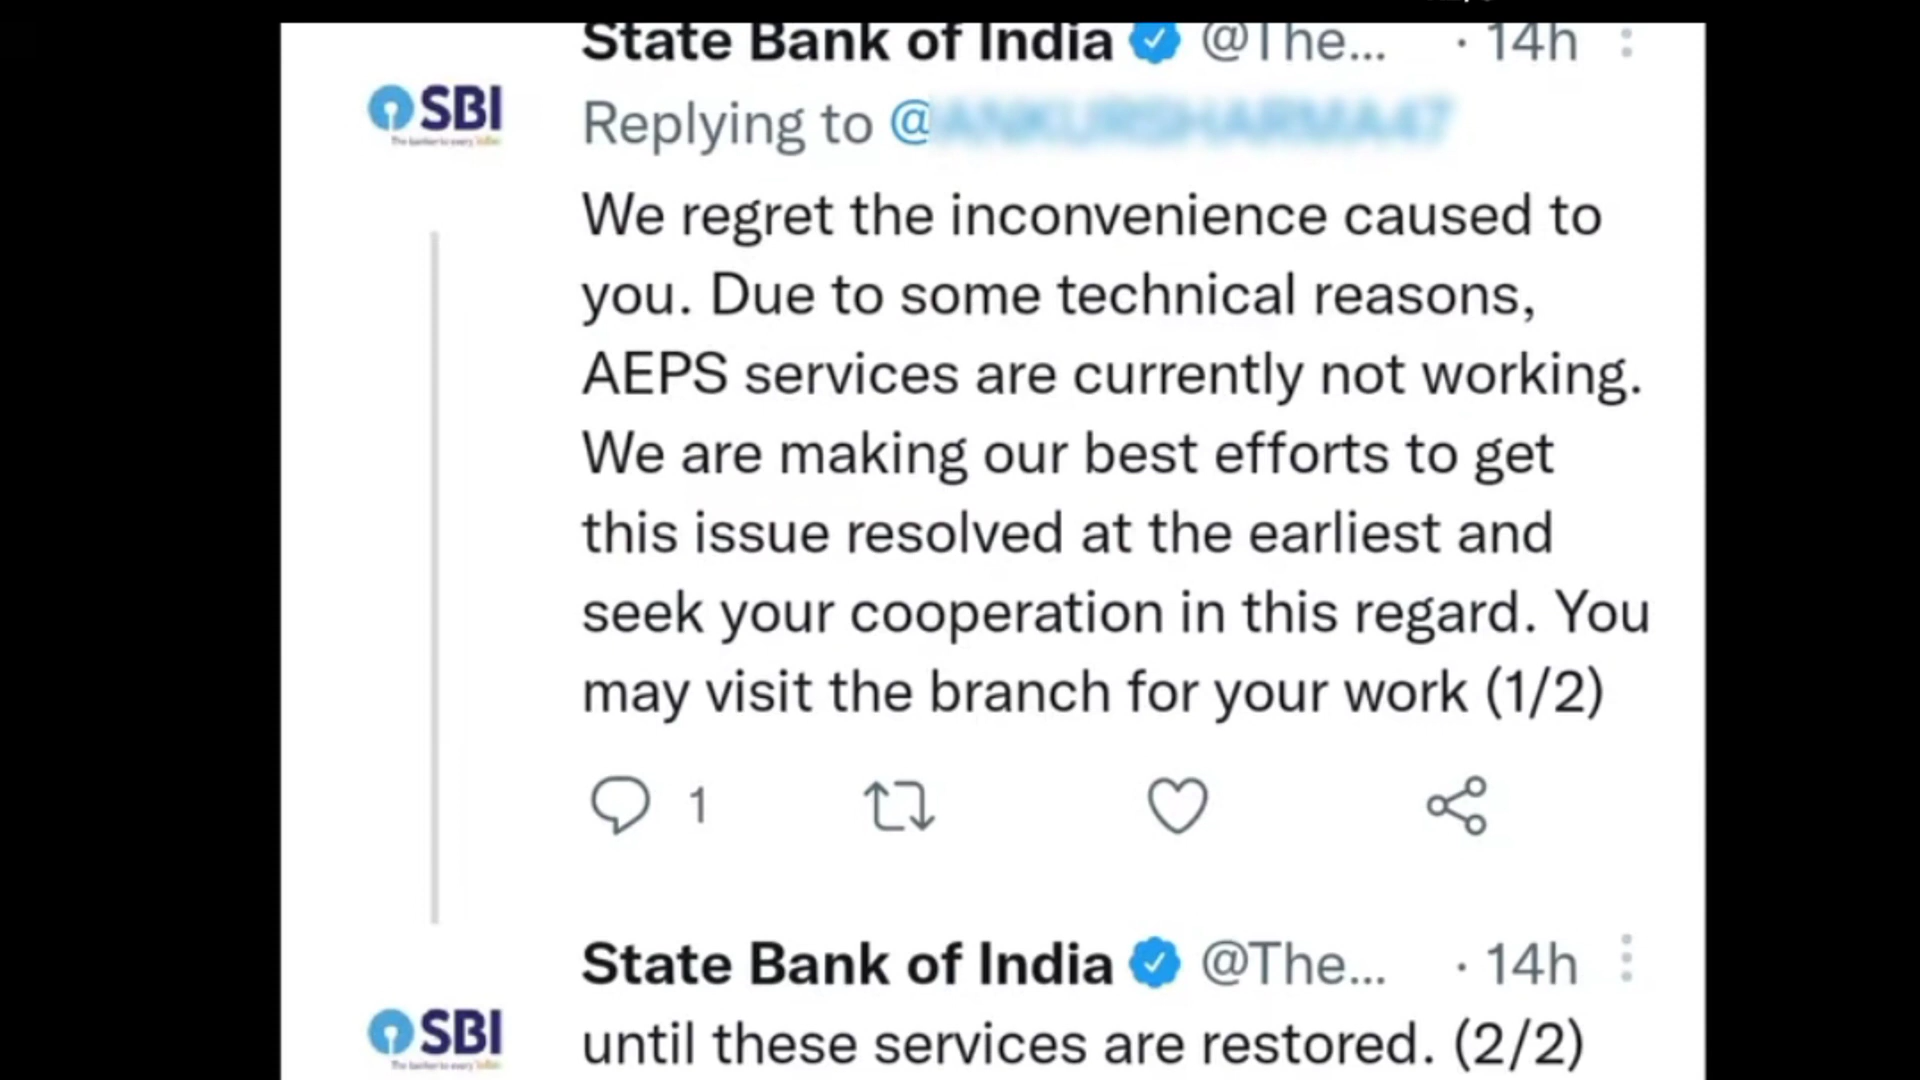 State Bank of India @The... · 14h
SBI
Replying to @
We regret the inconvenience caused to
you. Due to some technical reasons,
AEPS services are currently not working.
We are making our best efforts to get
this issue resolved at the earliest and
seek your cooperation in this regard. You
may visit the branch for your work (1/2)
1
State Bank of India @The... · 14h
SBI
until these services are restored. (2/2)